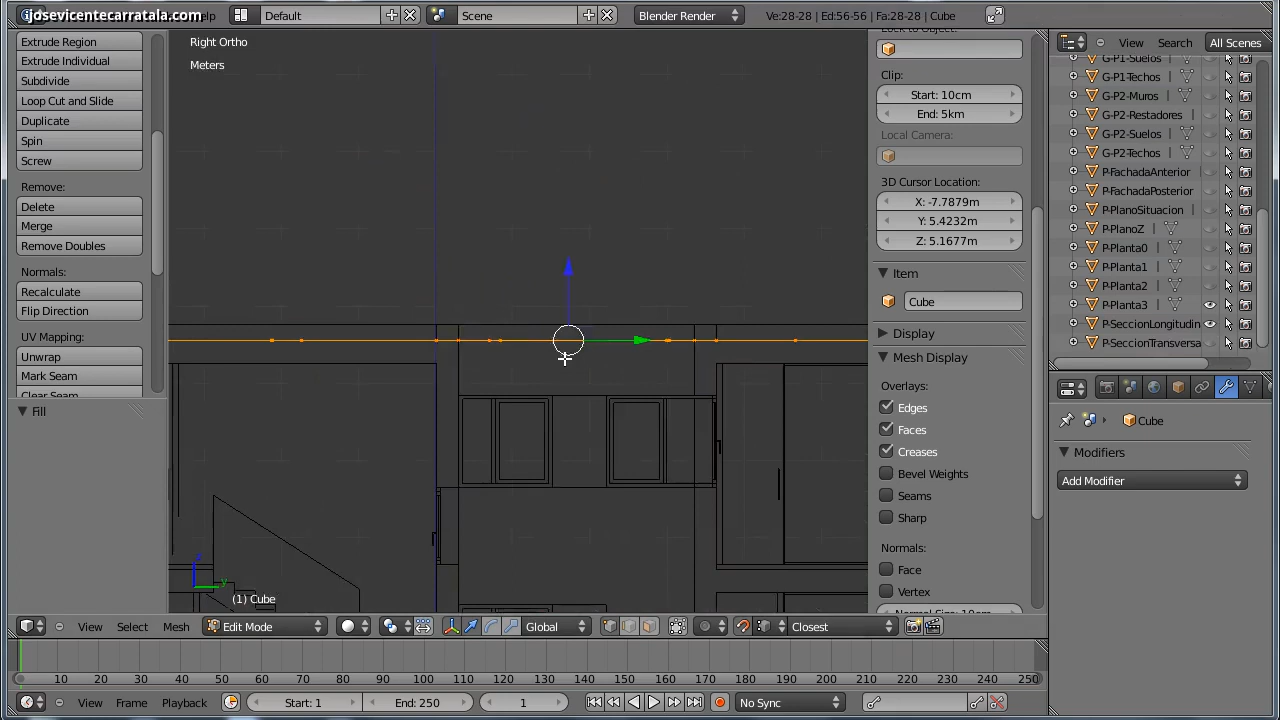 ijosevicentecarratala.com
Help
Default
Scene
Blender Render
Ve:28-28 | Ed:56-56 | Fa:28-28 | Cube
Extrude Region
Extrude Individual
Subdivide
Loop Cut and Slide
Duplicate
Spin
Screw
Remove:
Delete
Merge
Remove Doubles
Normals:
Recalculate
Flip Direction
UV Mapping:
Unwrap
Mark Seam
Clear Seam
Fill
Right Ortho
Meters
(1) Cube
Lock to Object:
Clip:
Start: 10cm
End: 5km
Local Camera:
3D Cursor Location:
X: -7.7879m
Y: 5.4232m
Z: 5.1677m
Item
Cube
Display
Mesh Display
Overlays:
Edges
Faces
Creases
Bevel Weights
Seams
Sharp
Normals:
Face
Vertex
Normal Size: 10cm
View
Search
All Scenes
G-P1-Suelos
G-P1-Techos
G-P2-Muros
G-P2-Restadores
G-P2-Suelos
G-P2-Techos
P-FachadaAnterior
P-FachadaPosterior
P-PlanoSituacion
P-PlanoZ
P-Planta0
P-Planta1
P-Planta2
P-Planta3
P-SeccionLongitudin
P-SeccionTransversa
Cube
Modifiers
Add Modifier
View
Select
Mesh
Edit Mode
Global
Closest
10 20 30 40 50 60 70 80 90 100 110 120 130 140 150 160 170 180 190 200 210 220 230 240 250
View
Frame
Playback
Start: 1
End: 250
1
No Sync